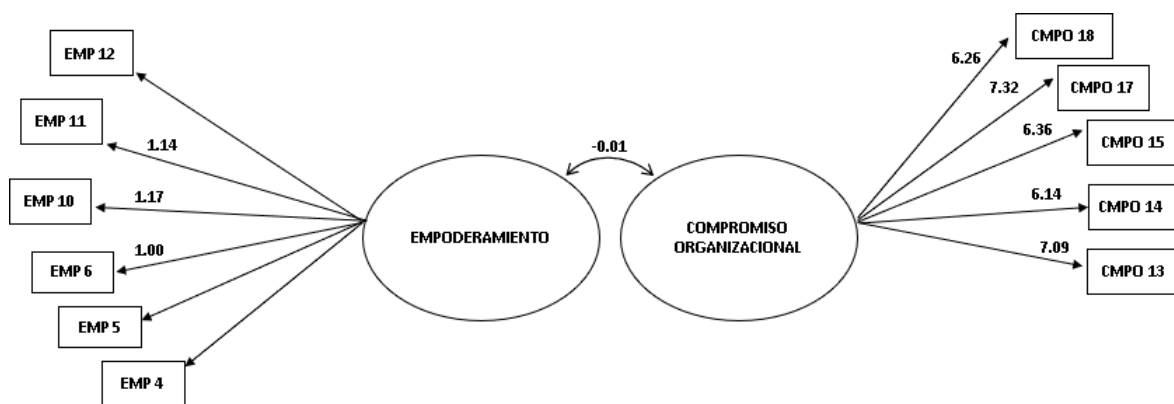 EMP 12
EMP 11
EMP 10
EMP 6
EMP 5
EMP 4
1.14
1.17
1.00
EMPODERAMIENTO
-0.01
COMPROMISO
ORGANIZACIONAL
6.26
7.32
6.36
6.14
7.09
CMPO 18
CMPO 17
CMPO 15
CMPO 14
CMPO 13